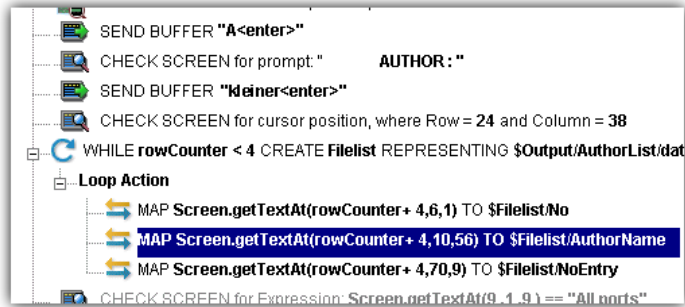 SEND BUFFER "A<enter>"
CHECK SCREEN for prompt: " AUTHOR : "
SEND BUFFER "kleiner<enter>"
CHECK SCREEN for cursor position, where Row = 24 and Column = 38
WHILE rowCounter < 4 CREATE Filelist REPRESENTING $Output/AuthorList/dat
Loop Action
MAP Screen.getTextAt(rowCounter+ 4,6,1) TO $Filelist/No
MAP Screen.getTextAt(rowCounter+ 4,10,56) TO $Filelist/AuthorName
MAP Screen.getTextAt(rowCounter+ 4,70,9) TO $Filelist/NoEntry
CHECK SCREEN for Expression: Screen.getTextAt(9 ,1 ,9 ) == "All ports"